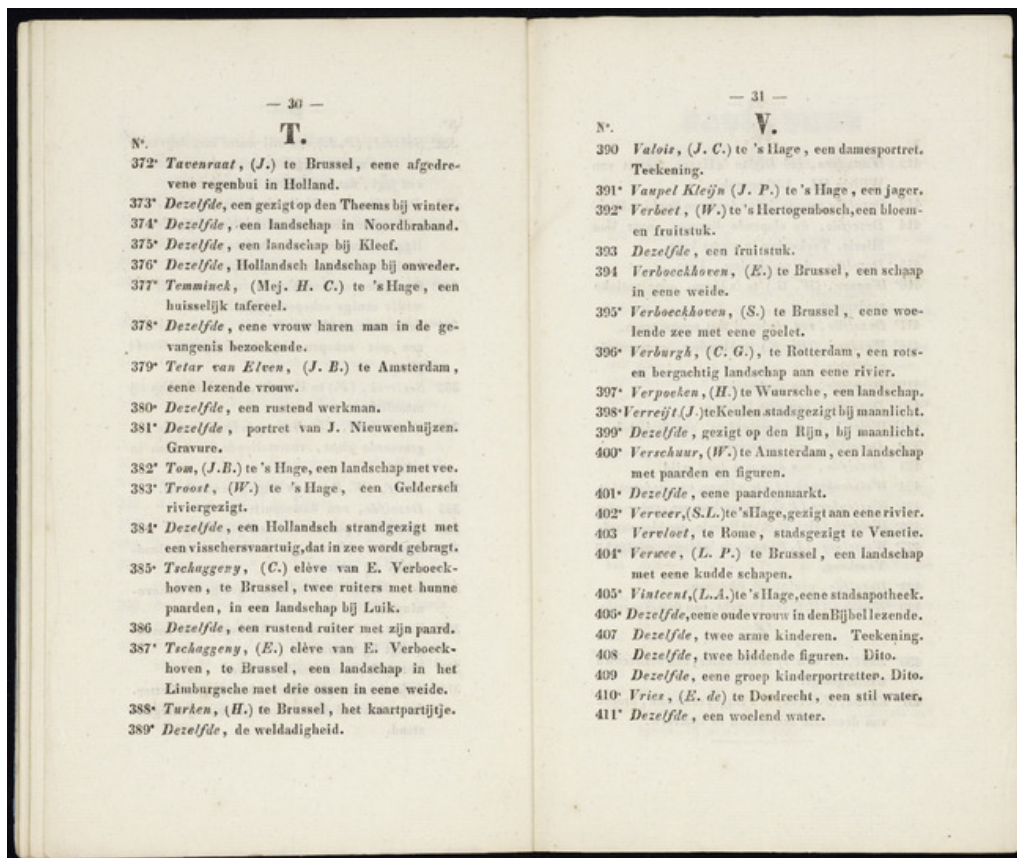 — 30 —
T.
N°.
372* Tavenraat, (J.) te Brussel, eene afgedre-
vene regenbui in Holland.
373* Dezelfde, een gezigt op den Theems bij winter.
374* Dezelfde, een landschap in Noordbraband.
375* Dezelfde, een landschap bij Kleef.
376* Dezelfde, Hollandsch landschap bij onweder.
377* Temminck, (Mej. H. C.) te 's Hage, een
huisselijk tafereel.
378* Dezelfde, eene vrouw haren man in de ge-
vangenis bezoekende.
379* Tetar van Elven, (J. B.) te Amsterdam,
eene lezende vrouw.
380* Dezelfde, een rustend werkman.
381* Dezelfde, portret van J. Nieuwenhuijzen.
Gravure.
382* Tom, (J.B.) te 's Hage, een landschap met vee.
383* Troost, (W.) te 's Hage, een Geldersch
riviergezigt.
384* Dezelfde, een Hollandsch strandgezigt met
een visschersvaartuig, dat in zee wordt gebragt.
385* Tschaggeny, (C.) elève van E. Verboeck-
hoven, te Brussel, twee ruiters met hunne
paarden, in een landschap bij Luik.
386 Dezelfde, een rustend ruiter met zijn paard.
387* Tschaggeny, (E.) elève van E. Verboeck-
hoven, te Brussel, een landschap in het
Limburgsche met drie ossen in eene weide.
388* Turken, (H.) te Brussel, het kaartpartijtje.
389* Dezelfde, de weldadigheid.
— 31 —
V.
N°.
390 Valois, (J. C.) te 's Hage, een damesportret.
Teekening.
391* Vaupel Kleijn (J. P.) te 's Hage, een jager.
392* Verbeet, (W.) te 's Hertogenbosch, een bloem-
en fruitstuk.
393 Dezelfde, een fruitstuk.
394 Verboeckhoven, (E.) te Brussel, een schaap
in eene weide.
395* Verboeckhoven, (S.) te Brussel, eene woe-
lende zee met eene goelet.
396* Verburgh, (C. G.), te Rotterdam, een rots-
en bergachtig landschap aan eene rivier.
397* Verpoeken, (H.) te Wuursche, een landschap.
398* Verreijt (J.) te Keulen, stadsgezigt bij maanlicht.
399* Dezelfde, gezigt op den Rijn, bij maanlicht.
400* Verschuur, (W.) te Amsterdam, een landschap
met paarden en figuren.
401* Dezelfde, eene paardenmarkt.
402* Verveer, (S.L.) te 's Hage, gezigt aan eene rivier.
403 Vervloet, te Rome, stadsgezigt te Venetie.
404* Verwee, (L. P.) te Brussel, een landschap
met eene kudde schapen.
405* Vintcent, (L.A.) te 's Hage, eene stadsapotheek.
406* Dezelfde, eene oude vrouw in den Bijbel lezende.
407 Dezelfde, twee arme kinderen. Teekening.
408 Dezelfde, twee biddende figuren. Dito.
409 Dezelfde, eene groep kinderportretten. Dito.
410* Vries, (E. de) te Dordrecht, een stil water.
411* Dezelfde, een woelend water.